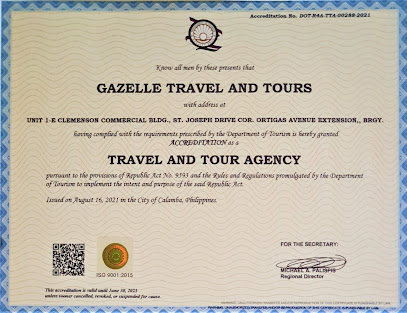 Accreditation No. DOT-R4A-TTA-00289-2021
Know all men by these presents that
GAZELLE TRAVEL AND TOURS
with address at
UNIT 1-E CLEMENSON COMMERCIAL BLDG., ST. JOSEPH DRIVE COR. ORTIGAS AVENUE EXTENSION,, BRGY.
having complied with the requirements prescribed by the Department of Tourism is hereby granted
ACCREDITATION as a
TRAVEL AND TOUR AGENCY
pursuant to the provisions of Republic Act No. 9593 and the Rules and Regulations promulgated by the Department
of Tourism to implement the intent and purpose of the said Republic Act.
Issued on August 16, 2021 in the City of Calamba, Philippines.
FOR THE SECRETARY:
ISO 9001:2015
MICHAEL A. PALISPIS
Regional Director
This accreditation is valid until June 30, 2023
unless sooner cancelled, revoked, or suspended for cause.